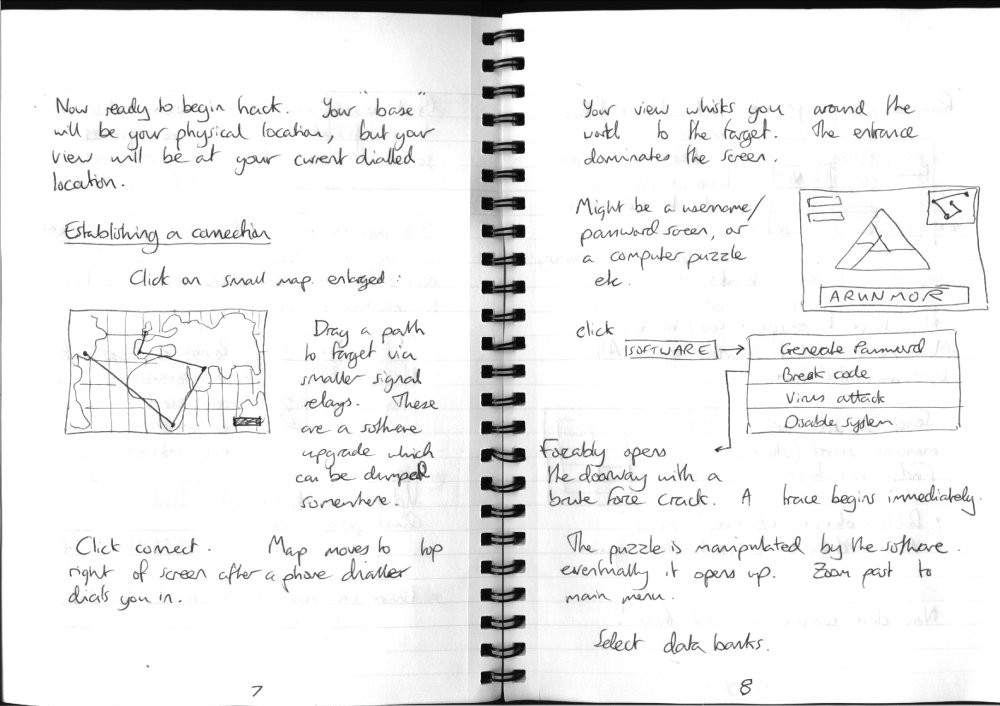 Now ready to begin hack. Your "base"
will be your physical location, but your
view will be at your current dialled
location.
Establishing a connection
Click on small map. enlarged :
Drag a path
to target via
smaller signal
relays. These
are a software
upgrade which
can be dumped
somewhere.
Click connect. Map moves to top
right of screen after a phone dialler
dials you in.
7
Your view whisks you around the
world to the target. The entrance
dominates the screen.
Might be a username/
password screen, or
a computer puzzle
etc.
ARUNMOR
click
SOFTWARE
Generate Password
Break code
Virus attack
Disable system
Forcably opens
the doorway with a
brute force crack. A trace begins immediately.
The puzzle is manipulated by the software.
eventually it opens up. Zoom past to
main menu.
Select data banks.
8